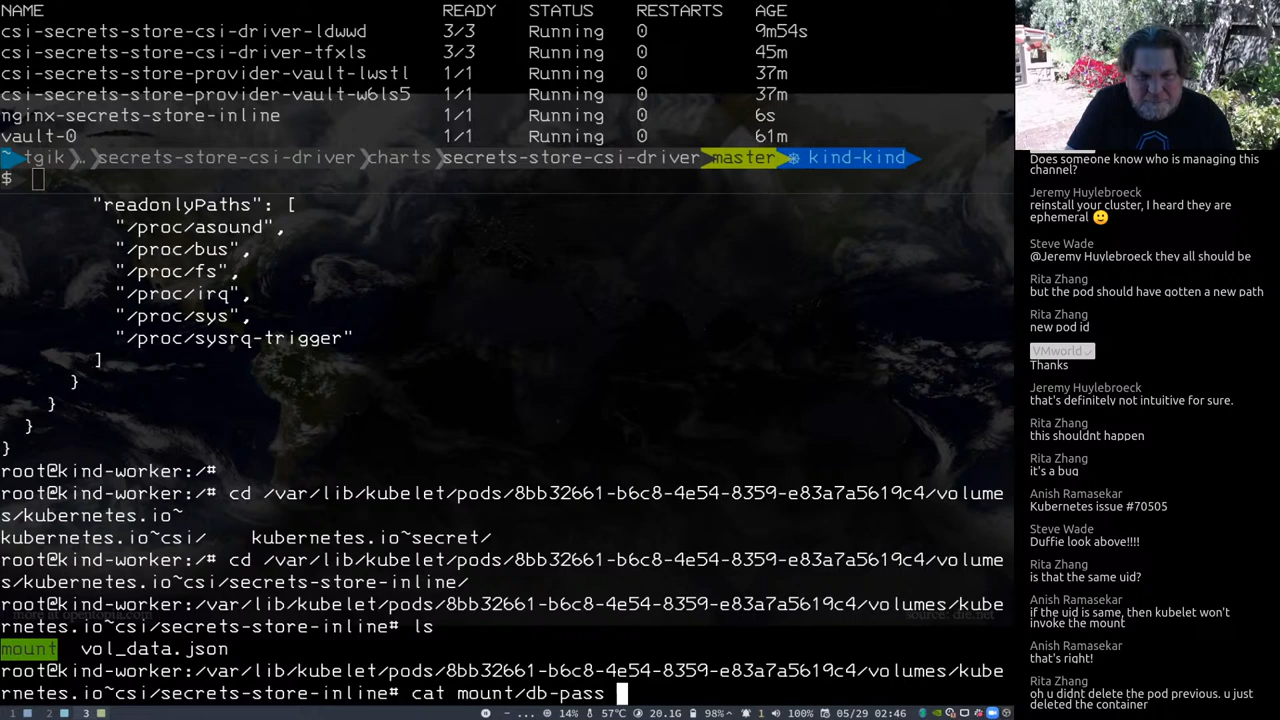 NAME READY STATUS RESTARTS AGE
csi-secrets-store-csi-driver-ldwwd 3/3 Running 0 9m54s
csi-secrets-store-csi-driver-tfxls 3/3 Running 0 45m
csi-secrets-store-provider-vault-lwstl 1/1 Running 0 37m
csi-secrets-store-provider-vault-w6ls5 1/1 Running 0 37m
nginx-secrets-store-inline 1/1 Running 0 6s
vault-0 1/1 Running 0 61m
~ tgik … secrets-store-csi-driver charts secrets-store-csi-driver master ⎈ kind-kind
$
"readonlyPaths": [
"/proc/asound",
"/proc/bus",
"/proc/fs",
"/proc/irq",
"/proc/sys",
"/proc/sysrq-trigger"
]
}
}
}
}
root@kind-worker:/#
root@kind-worker:/# cd /var/lib/kubelet/pods/8bb32661-b6c8-4e54-8359-e83a7a5619c4/volume
s/kubernetes.io~
kubernetes.io~csi/ kubernetes.io~secret/
root@kind-worker:/# cd /var/lib/kubelet/pods/8bb32661-b6c8-4e54-8359-e83a7a5619c4/volume
s/kubernetes.io~csi/secrets-store-inline/
root@kind-worker:/var/lib/kubelet/pods/8bb32661-b6c8-4e54-8359-e83a7a5619c4/volumes/kube
rnetes.io~csi/secrets-store-inline# ls
mount vol_data.json
root@kind-worker:/var/lib/kubelet/pods/8bb32661-b6c8-4e54-8359-e83a7a5619c4/volumes/kube
rnetes.io~csi/secrets-store-inline# cat mount/db-pass
more at opentopia.com source: die.net
1 2 3 14% 57℃ 20.1G 98% 1 100% 05/29 02:46
Does someone know who is managing this
channel?
Jeremy Huylebroeck
reinstall your cluster, I heard they are
ephemeral 🙂
Steve Wade
@Jeremy Huylebroeck they all should be
Rita Zhang
but the pod should have gotten a new path
Rita Zhang
new pod id
VMworld ✓
Thanks
Jeremy Huylebroeck
that's definitely not intuitive for sure.
Rita Zhang
this shouldnt happen
Rita Zhang
it's a bug
Anish Ramasekar
Kubernetes issue #70505
Steve Wade
Duffie look above!!!!
Rita Zhang
is that the same uid?
Anish Ramasekar
if the uid is same, then kubelet won't
invoke the mount
Anish Ramasekar
that's right!
Rita Zhang
oh u didnt delete the pod previous. u just
deleted the container